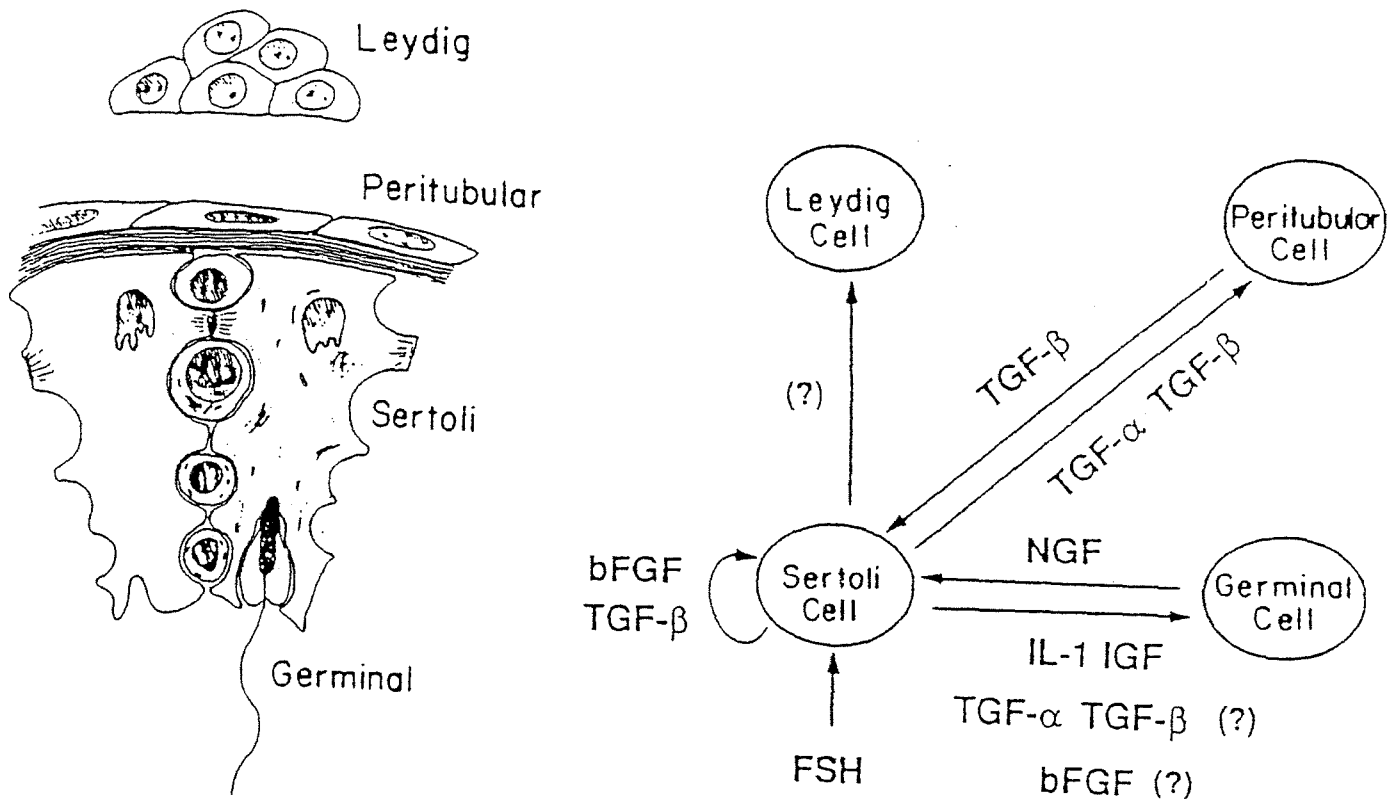 Leydig
Peritubular
Sertoli
Germinal
Leydig
Cell
Peritubular
Cell
(?)
TGF-β
TGF-α TGF-β
bFGF
TGF-β
Sertoli
Cell
NGF
Germinal
Cell
IL-1 IGF
TGF-α TGF-β (?)
bFGF (?)
FSH